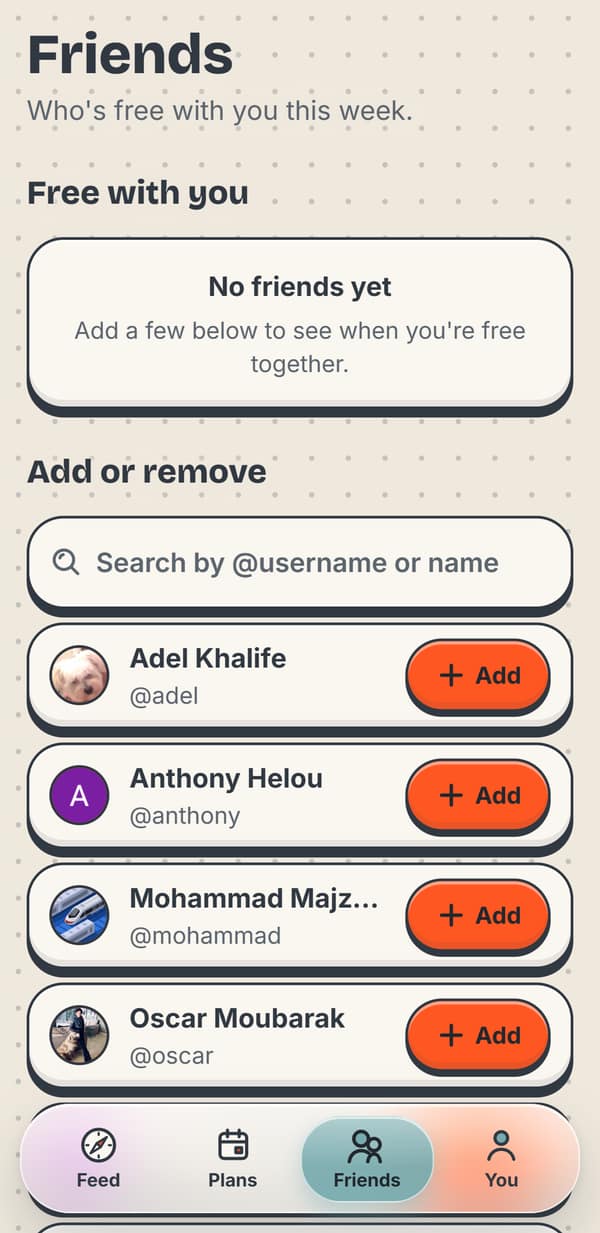 Friends
Who's free with you this week.
Free with you
No friends yet
Add a few below to see when you're free
together.
Add or remove
Search by @username or name
Adel Khalife
@adel
Add
A
Anthony Helou
@anthony
Add
Mohammad Majz...
@mohammad
Add
Oscar Moubarak
@oscar
Add
Feed
Plans
Friends
You